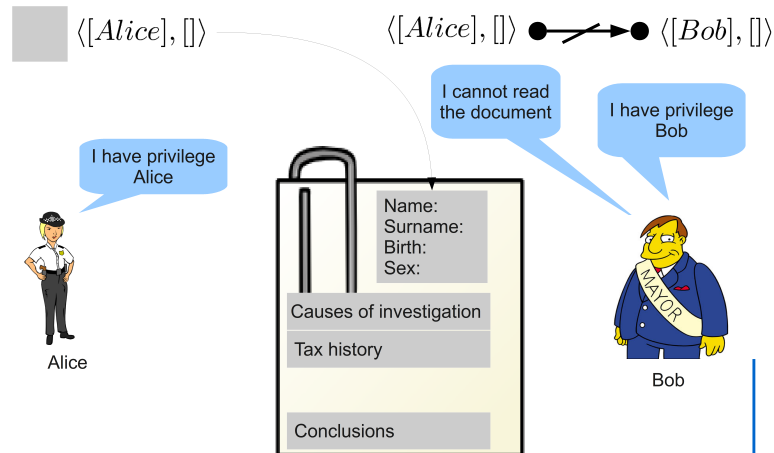 ⟨[Alice], []⟩
⟨[Alice], []⟩
⟨[Bob], []⟩
I cannot read
the document
I have privilege
Bob
I have privilege
Alice
Name:
Surname:
Birth:
Sex:
MAYOR
Causes of investigation
Tax history
Alice
Bob
Conclusions